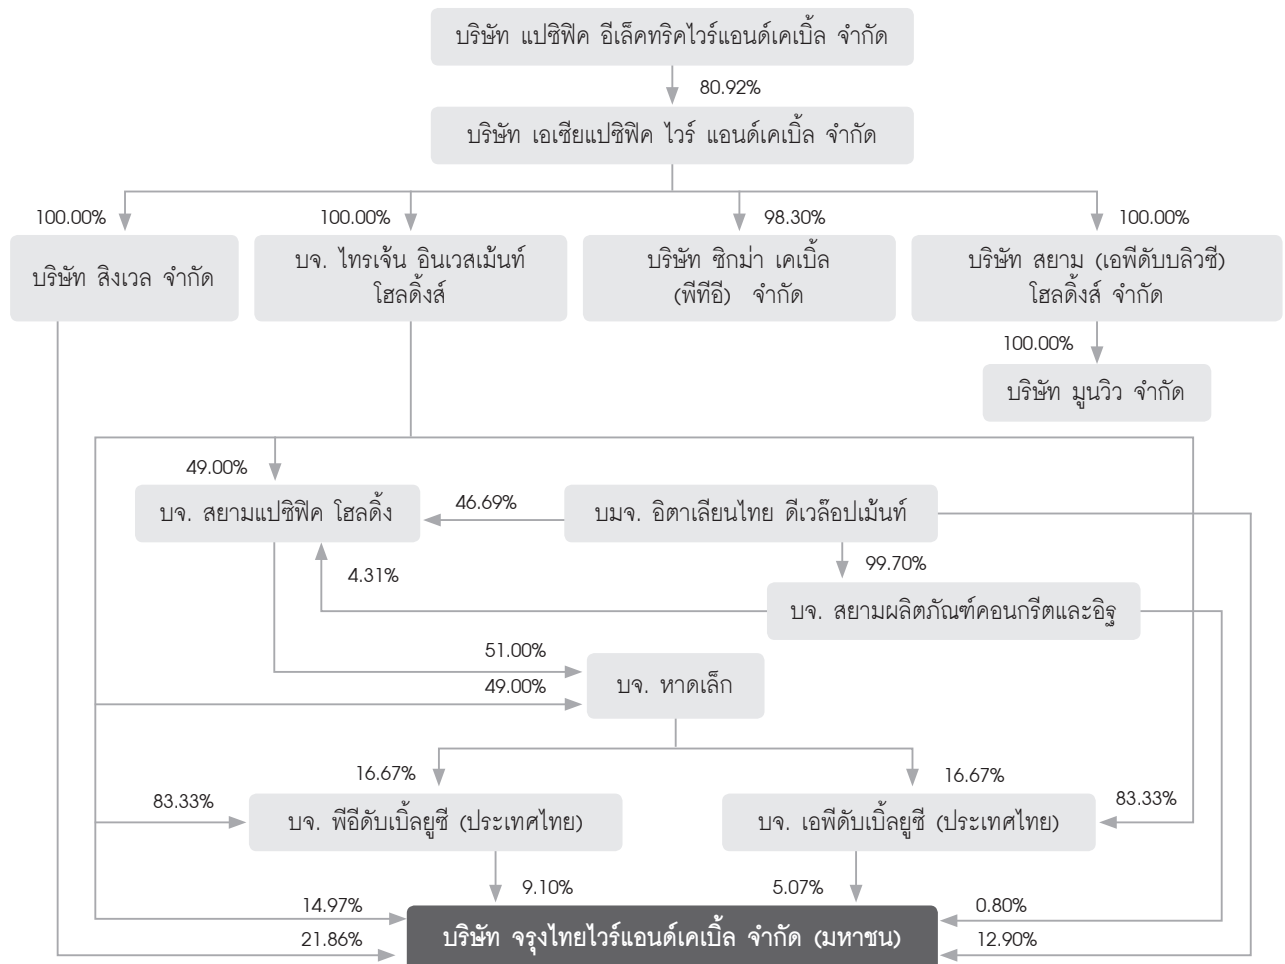 บริษัท แปซิฟิค อีเล็คทริคไวร์แอนด์เคเบิ้ล จำกัด
80.92%
บริษัท เอเซียแปซิฟิค ไวร์ แอนด์เคเบิ้ล จำกัด
100.00%
100.00%
98.30%
100.00%
บริษัท สิงเวล จำกัด
บจ. ไทรเจ้น อินเวสเม้นท์
โฮลดิ้งส์
บริษัท ซิกม่า เคเบิ้ล
(พีทีอี) จำกัด
บริษัท สยาม (เอพีดับบลิวซี)
โฮลดิ้งส์ จำกัด
100.00%
บริษัท มูนวิว จำกัด
49.00%
บจ. สยามแปซิฟิค โฮลดิ้ง
46.69%
บมจ. อิตาเลียนไทย ดีเวล๊อปเม้นท์
4.31%
99.70%
บจ. สยามผลิตภัณฑ์คอนกรีตและอิฐ
51.00%
49.00%
บจ. หาดเล็ก
16.67%
16.67%
83.33%
บจ. พีอีดับเบิ้ลยูซี (ประเทศไทย)
บจ. เอพีดับเบิ้ลยูซี (ประเทศไทย)
83.33%
9.10%
5.07%
14.97%
0.80%
21.86%
บริษัท จรุงไทยไวร์แอนด์เคเบิ้ล จำกัด (มหาชน)
12.90%